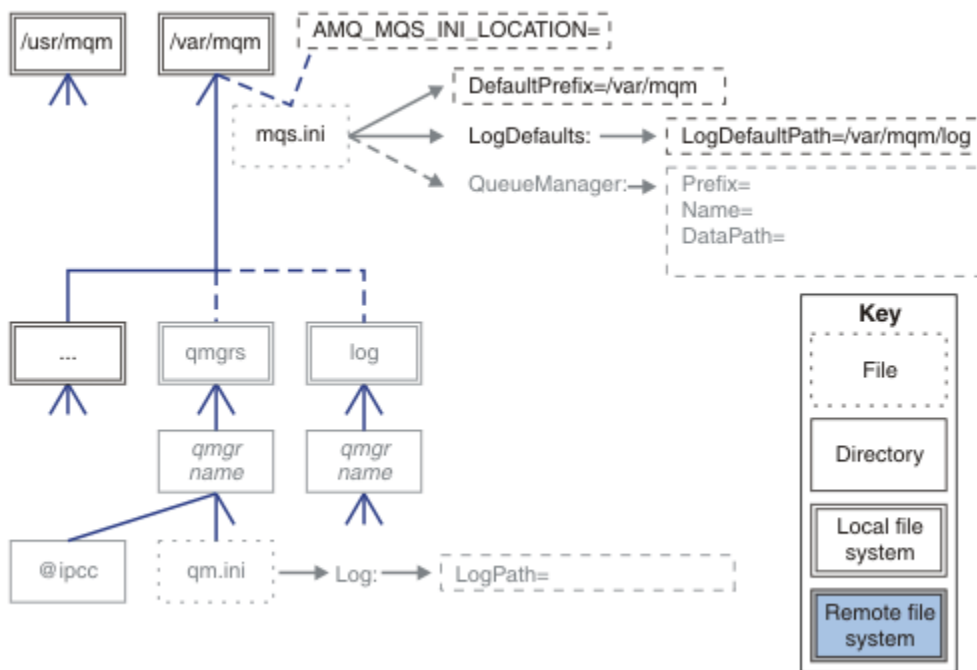 /usr/mqm
/var/mqm
AMQ_MQS_INI_LOCATION=
DefaultPrefix=/var/mqm
mqs.ini
LogDefaults:
LogDefaultPath=/var/mqm/log
QueueManager:
Prefix=
Name=
DataPath=
...
qmgrs
log
qmgr
name
qmgr
name
@ipcc
qm.ini
Log:
LogPath=
Key
File
Directory
Local file
system
Remote file
system